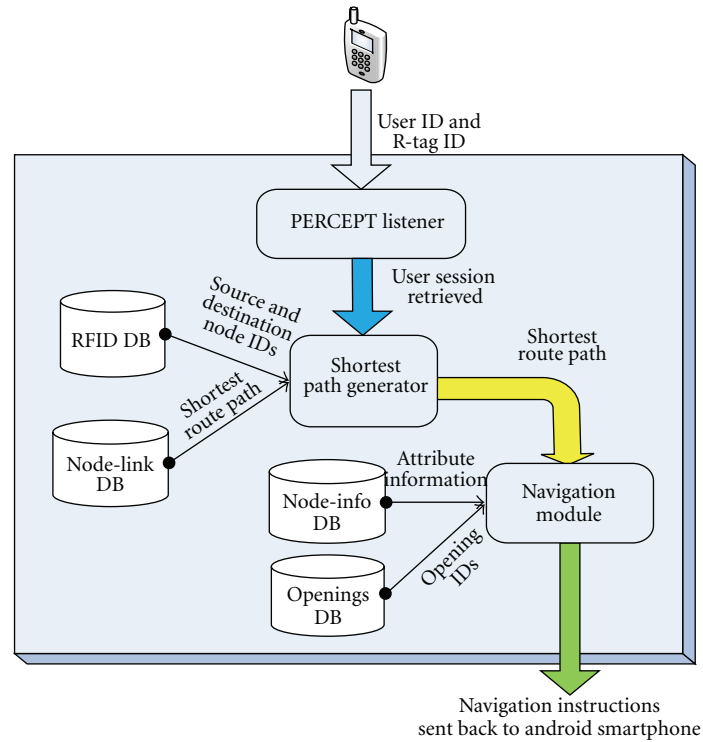 User ID and
R-tag ID
PERCEPT listener
User session
retrieved
Source and
destination
node IDs
RFID DB
Shortest
path generator
Shortest
route path
Shortest
route path
Node-link
DB
Attribute
information
Node-info
DB
Navigation
module
Opening
IDs
Openings
DB
Navigation instructions
sent back to android smartphone